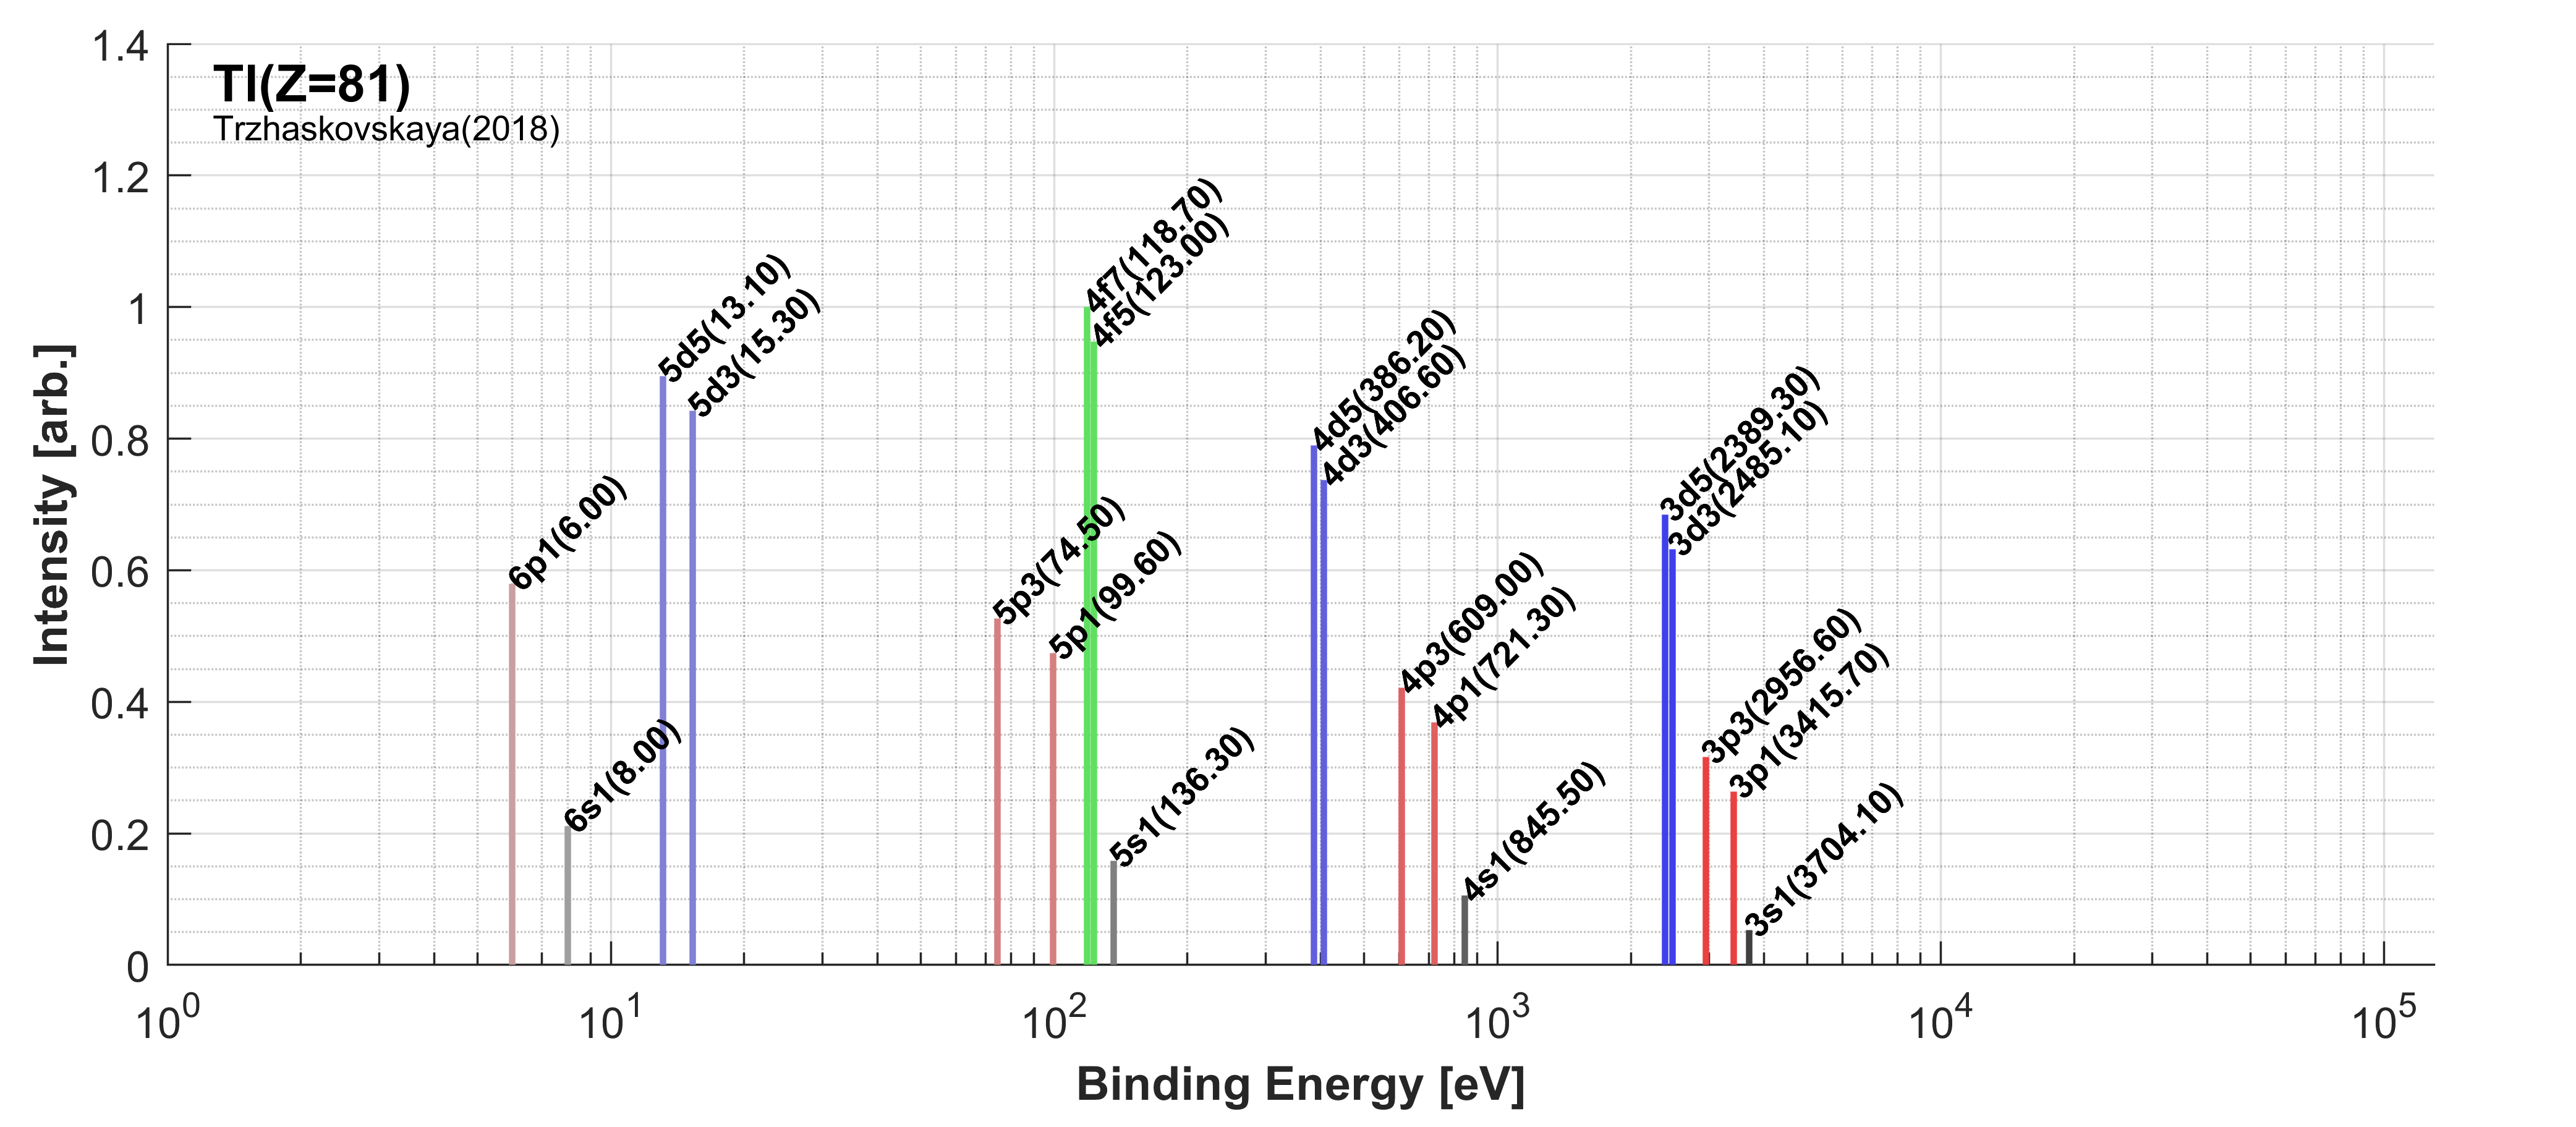 Tl(Z=81)
Trzhaskovskaya(2018)
1.4
1.2
1
0.8
0.6
0.4
0.2
0
Intensity [arb.]
6p1(6.00)
6s1(8.00)
5d5(13.10)
5d3(15.30)
5p3(74.50)
5p1(99.60)
4f7(118.70)
4f5(123.00)
5s1(136.30)
4d5(386.20)
4d3(406.60)
4p3(609.00)
4p1(721.30)
4s1(845.50)
3d5(2389.30)
3d3(2485.10)
3p3(2956.60)
3p1(3415.70)
3s1(3704.10)
10^0 10^1 10^2 10^3 10^4 10^5
Binding Energy [eV]